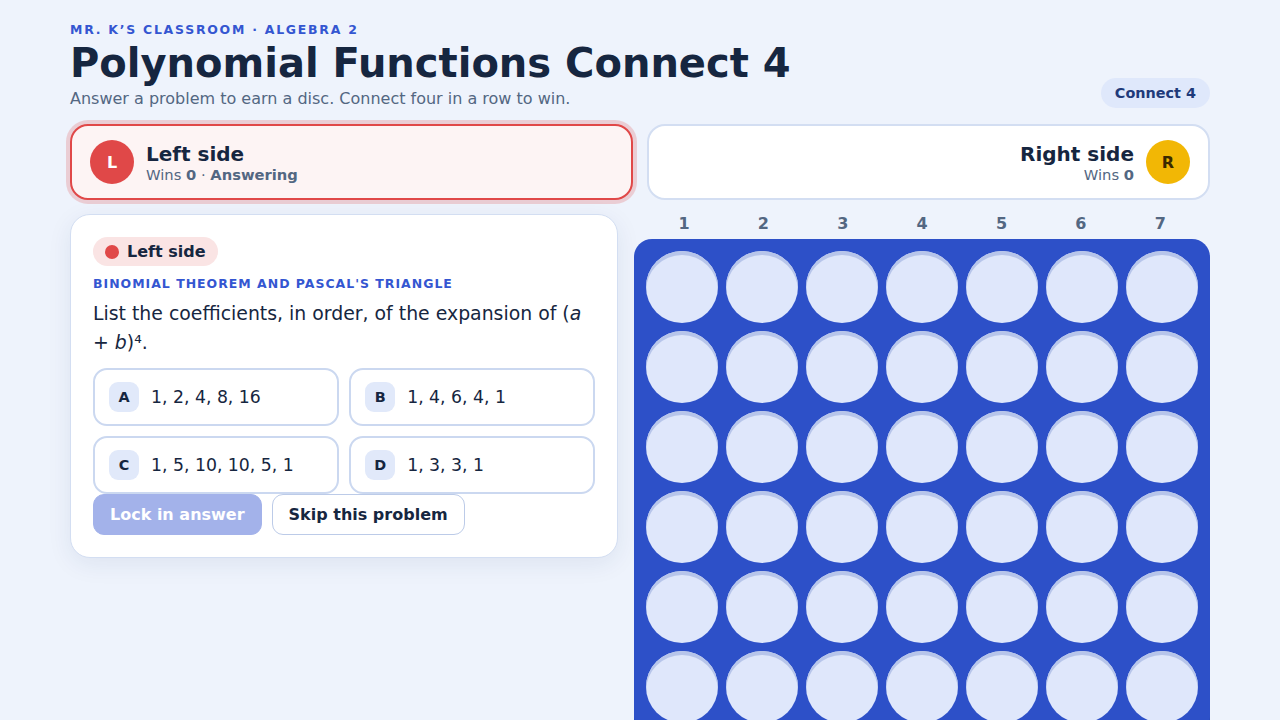 MR. K’S CLASSROOM · ALGEBRA 2
Polynomial Functions Connect 4
Answer a problem to earn a disc. Connect four in a row to win.
Connect 4
L
Left side
Wins 0 · Answering
Right side
Wins 0
R
Left side
BINOMIAL THEOREM AND PASCAL'S TRIANGLE
List the coefficients, in order, of the expansion of (a
+ b)⁴.
A 1, 2, 4, 8, 16
B 1, 4, 6, 4, 1
C 1, 5, 10, 10, 5, 1
D 1, 3, 3, 1
Lock in answer
Skip this problem
1 2 3 4 5 6 7